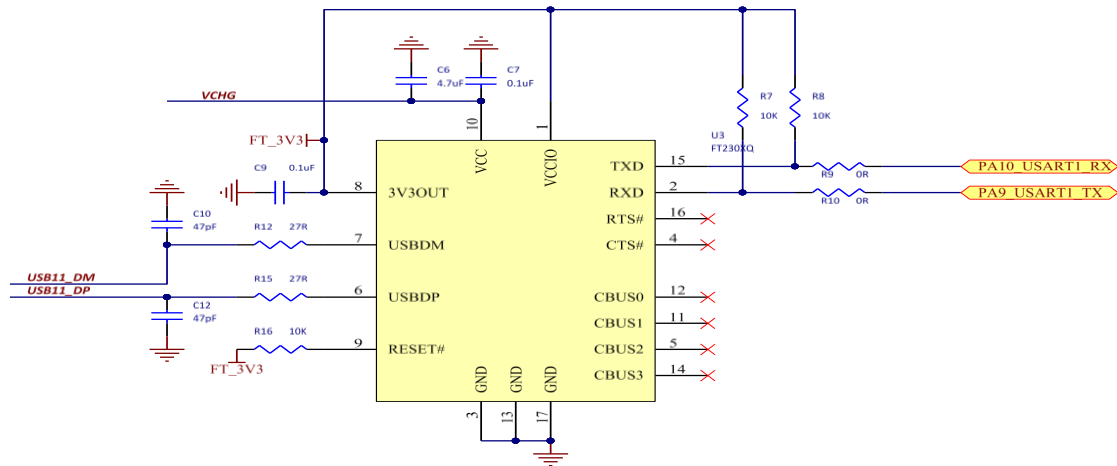 C6
4.7uF
C7
0.1uF
VCHG
R7
10K
R8
10K
10
1
U3
FT230XQ
FT_3V3
VCC
VCCIO
C9
0.1uF
TXD
15
R9
0R
PA10_USART1_RX
8
3V3OUT
RXD
2
R10
0R
PA9_USART1_TX
C10
47pF
R12
27R
7
USBDM
RTS#
16
CTS#
4
USB11_DM
USB11_DP
R15
27R
6
USBDP
CBUS0
12
C12
47pF
CBUS1
11
R16
10K
9
RESET#
CBUS2
5
FT_3V3
CBUS3
14
GND
GND
GND
3
13
17